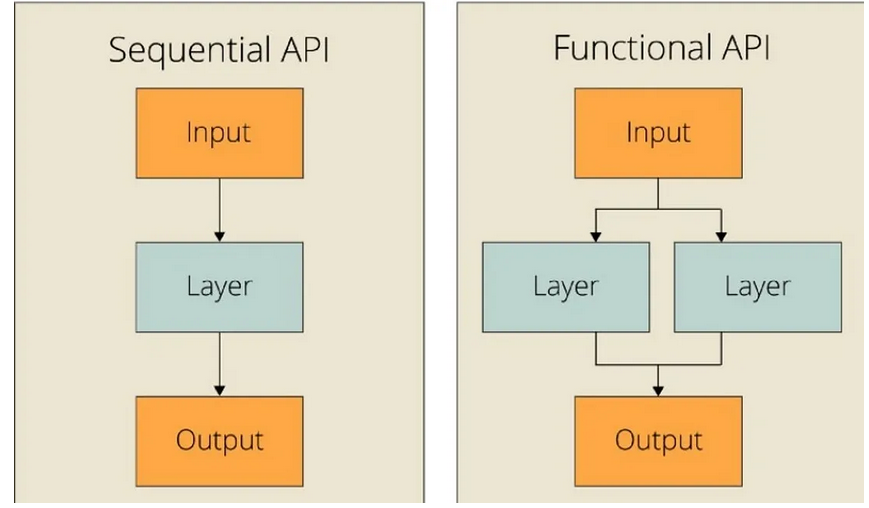 Sequential API
Input
Layer
Output
Functional API
Input
Layer
Layer
Output